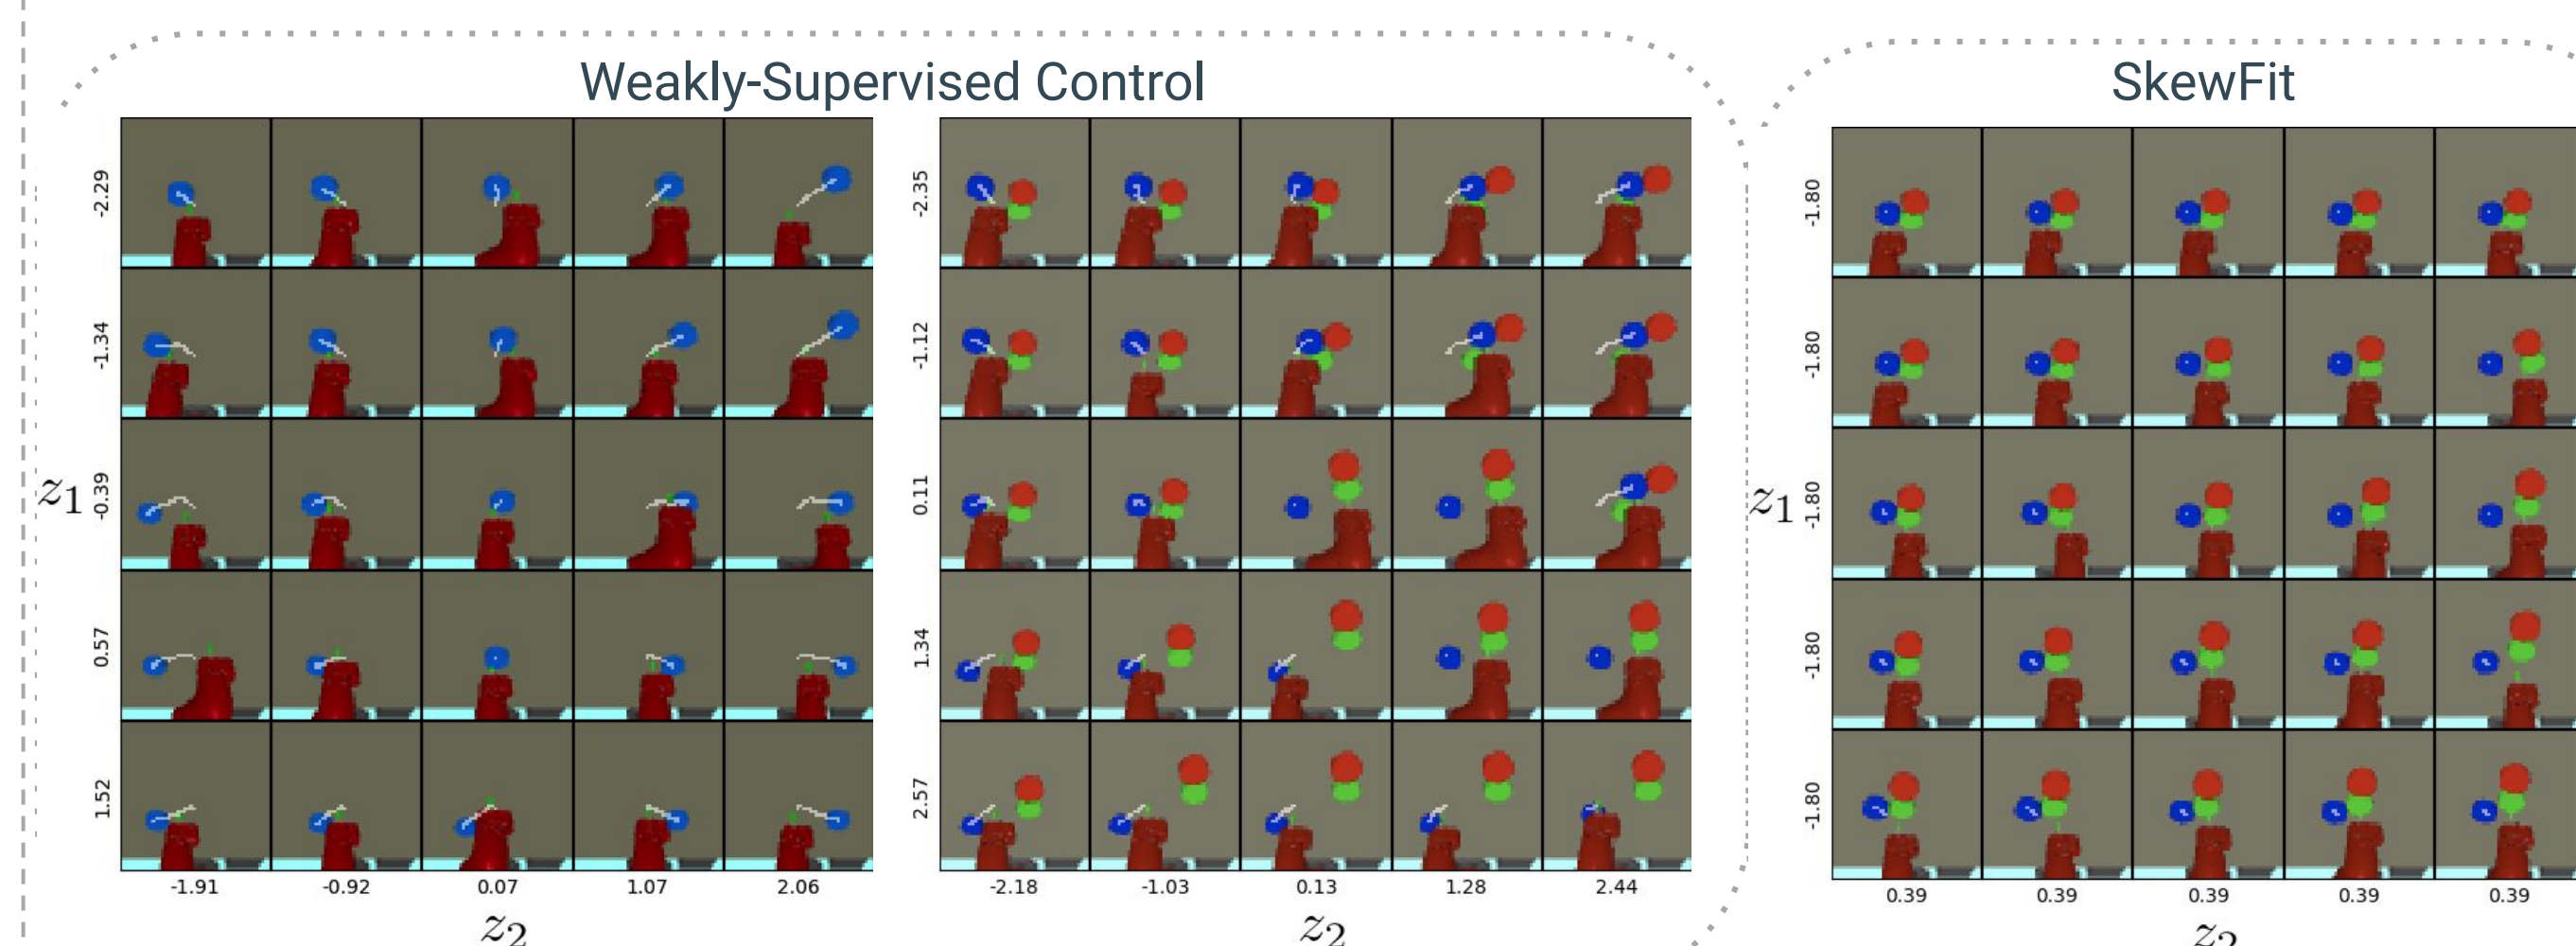 Weakly-Supervised Control
SkewFit
z1
-2.29
-1.34
-0.39
0.57
1.52
-1.91 -0.92 0.07 1.07 2.06
z2
-2.35
-1.12
0.11
1.34
2.57
-2.18 -1.03 0.13 1.28 2.44
z2
z1
-1.80
-1.80
-1.80
-1.80
-1.80
0.39 0.39 0.39 0.39 0.39
z2